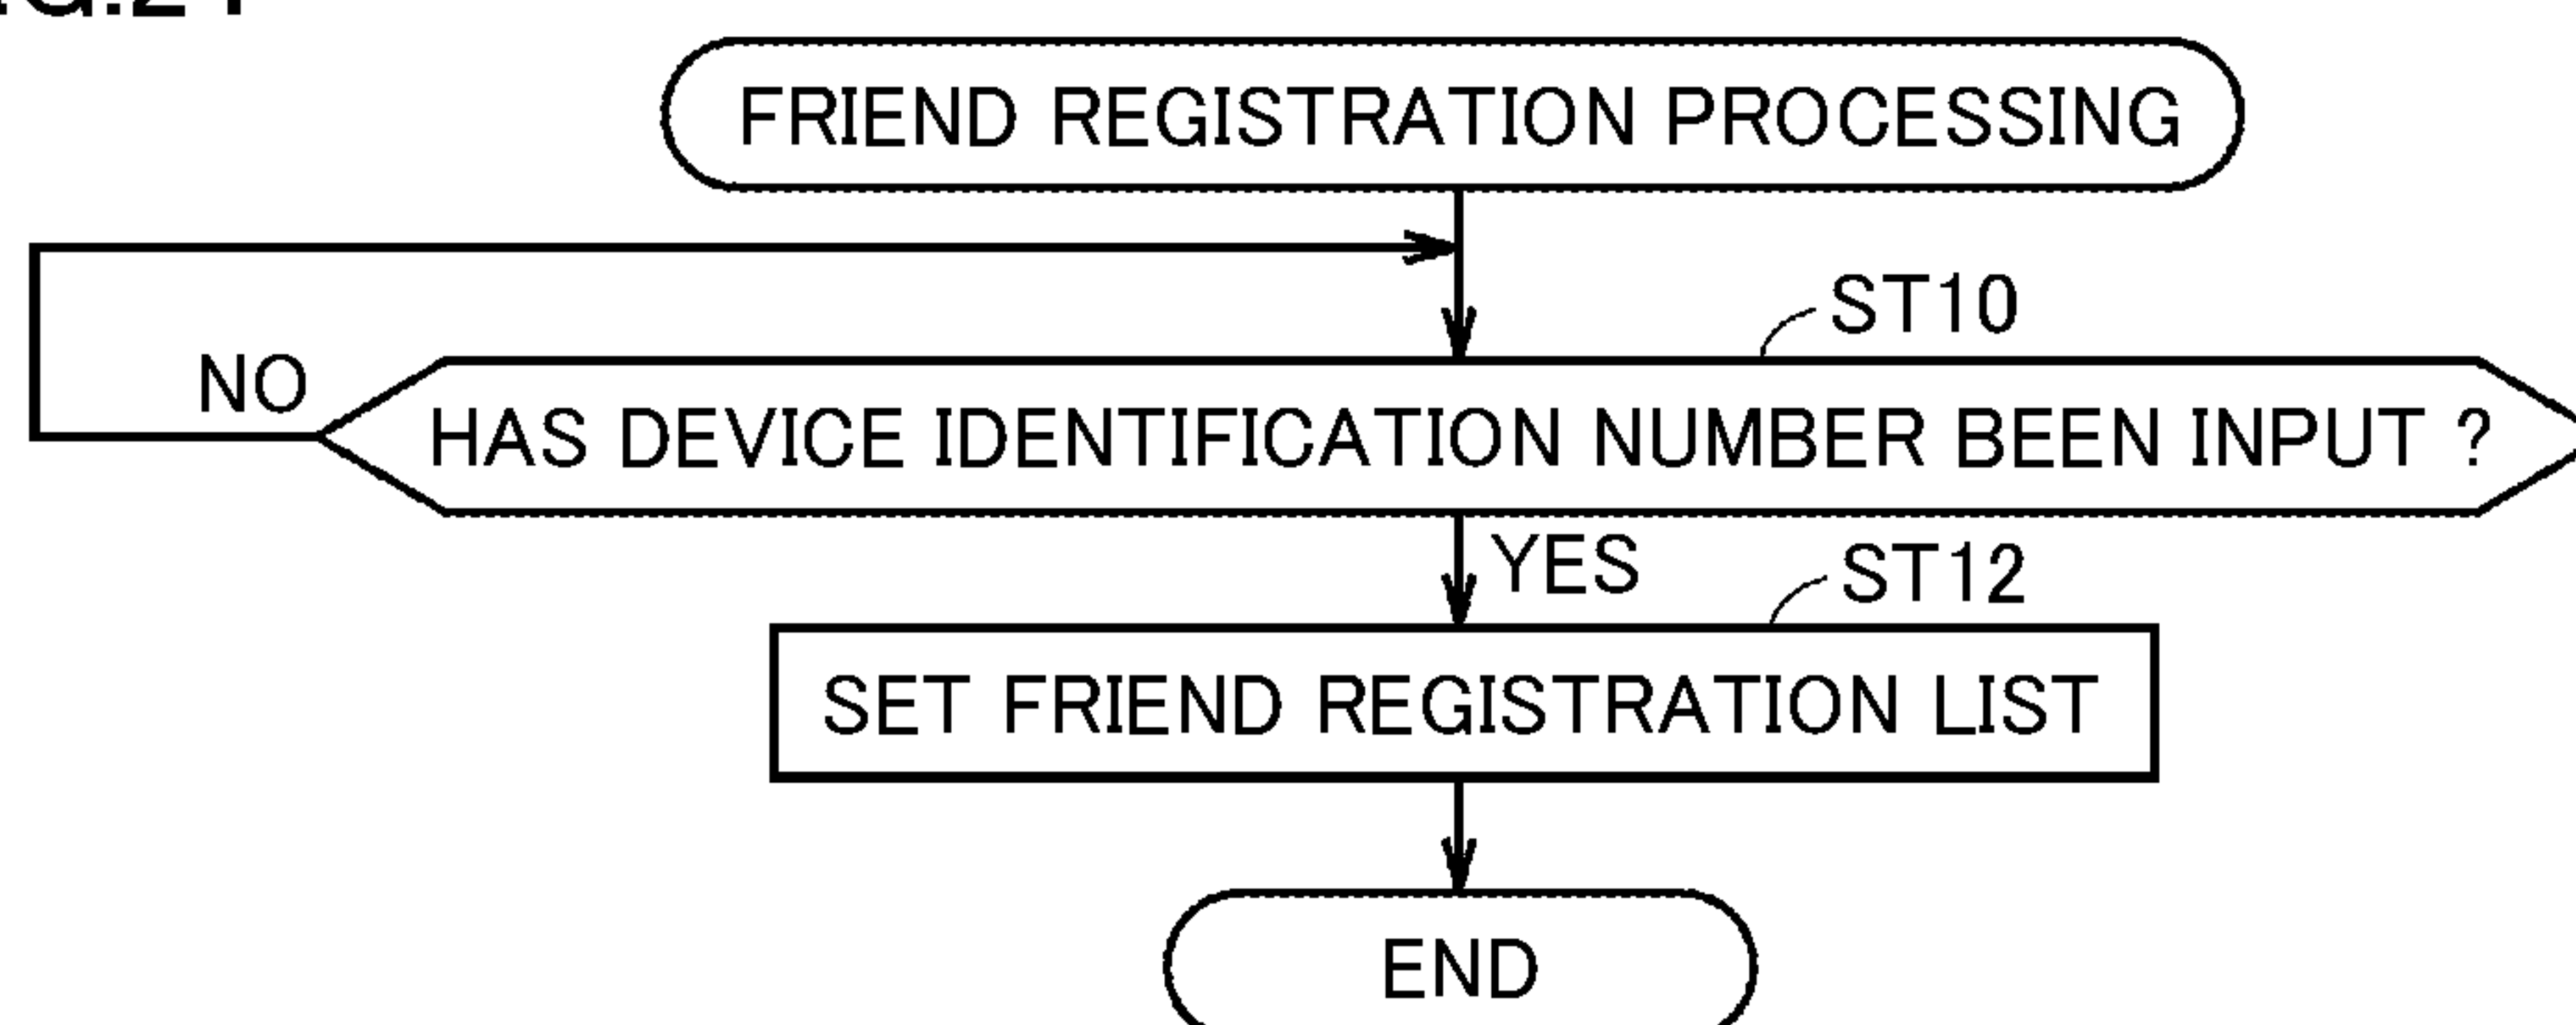 FRIEND REGISTRATION PROCESSING
ST10
NO
HAS DEVICE IDENTIFICATION NUMBER BEEN INPUT ?
YES
ST12
SET FRIEND REGISTRATION LIST
END